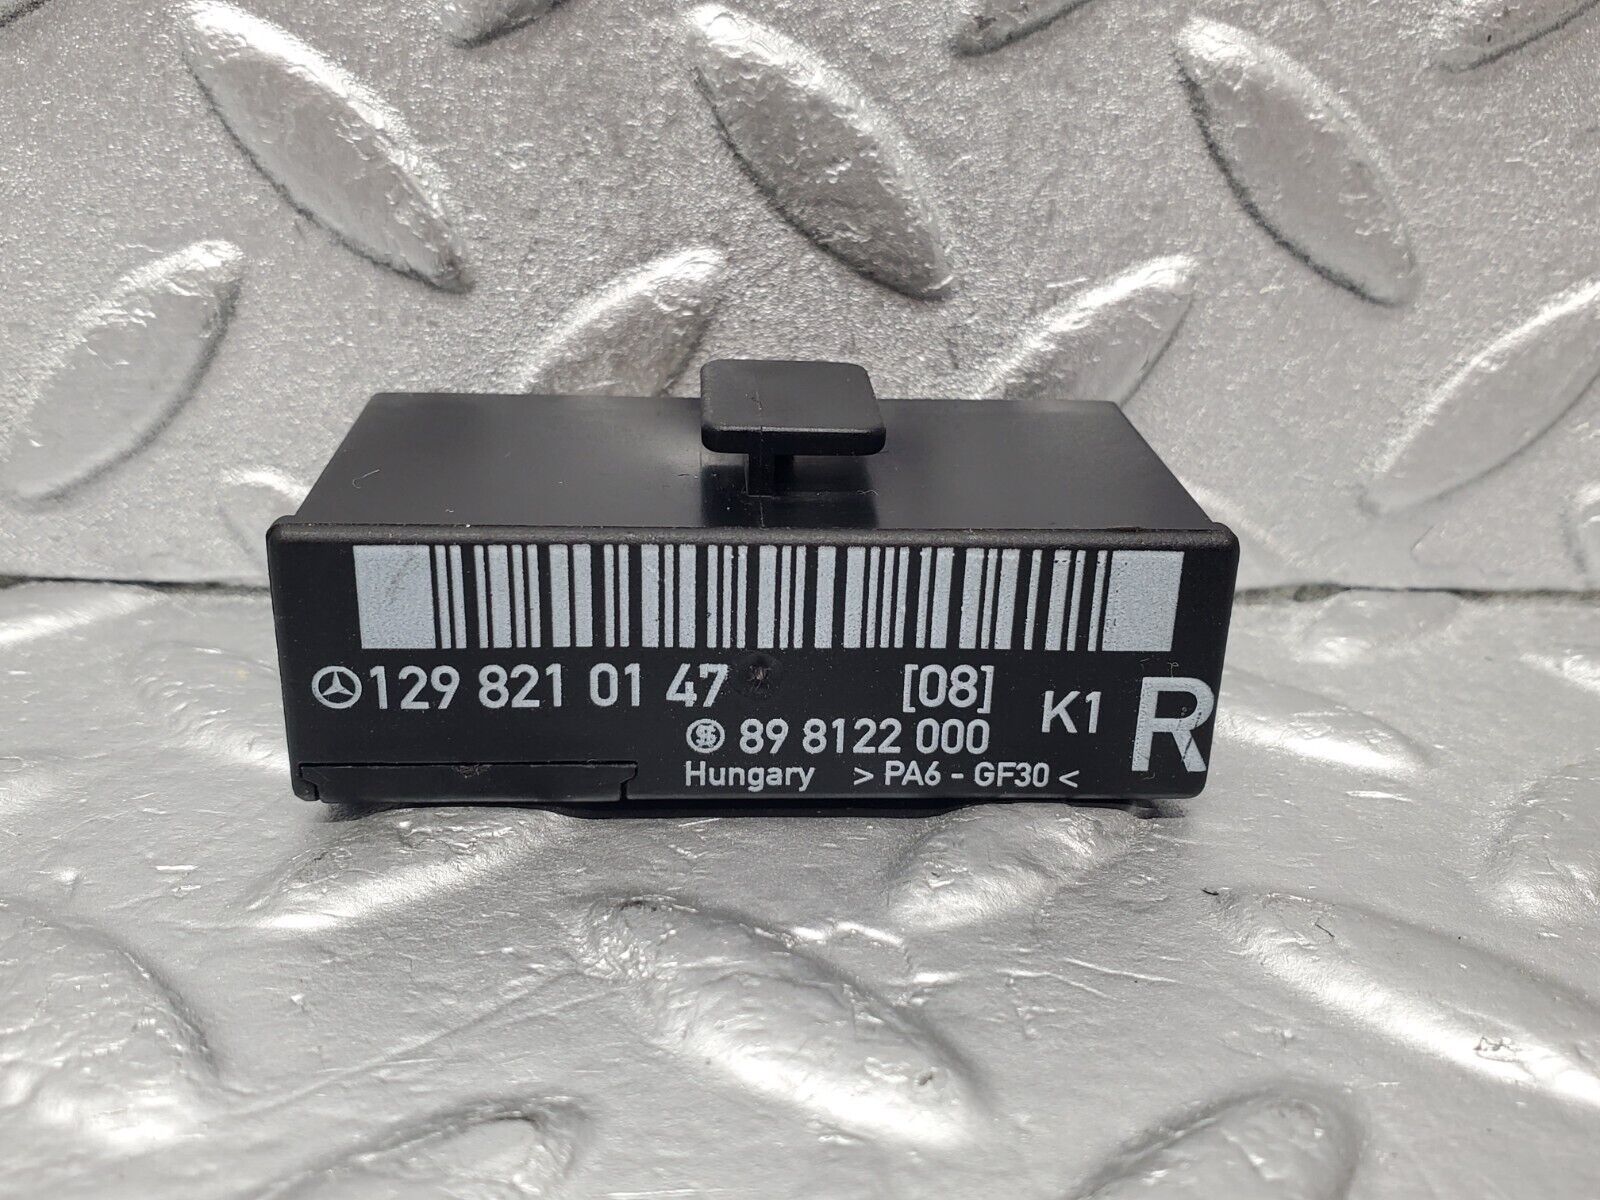 129 821 01 47 [08]
K1 R
89 8122 000
Hungary > PA6 - GF30 <